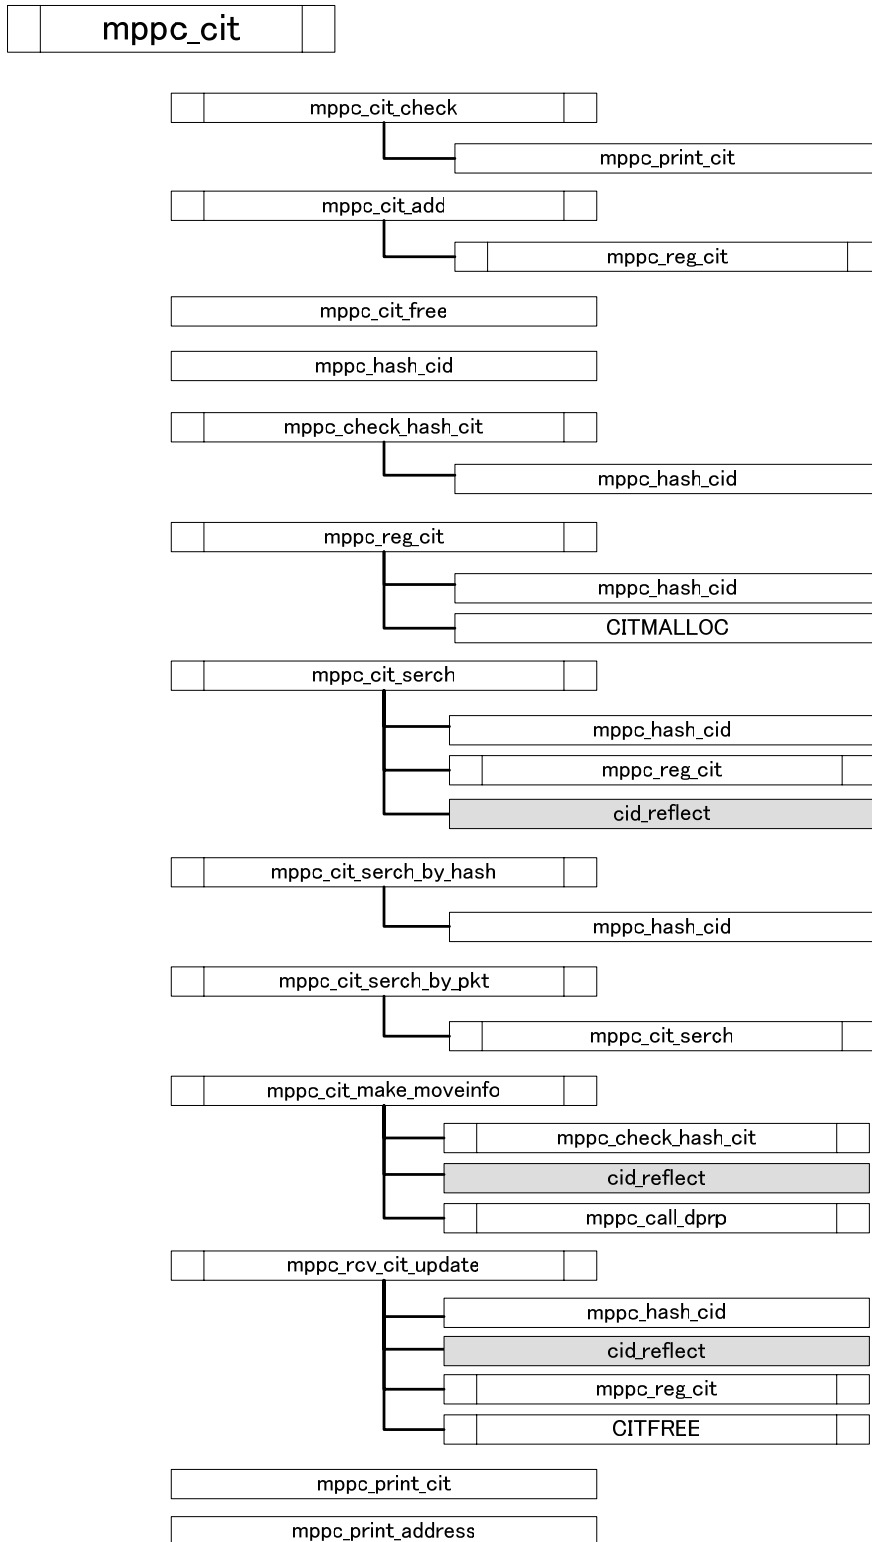 mppc_cit
mppc_cit_check
mppc_print_cit
mppc_cit_add
mppc_reg_cit
mppc_cit_free
mppc_hash_cid
mppc_check_hash_cit
mppc_hash_cid
mppc_reg_cit
mppc_hash_cid
CITMALLOC
mppc_cit_serch
mppc_hash_cid
mppc_reg_cit
cid_reflect
mppc_cit_serch_by_hash
mppc_hash_cid
mppc_cit_serch_by_pkt
mppc_cit_serch
mppc_cit_make_moveinfo
mppc_check_hash_cit
cid_reflect
mppc_call_dprp
mppc_rcv_cit_update
mppc_hash_cid
cid_reflect
mppc_reg_cit
CITFREE
mppc_print_cit
mppc_print_address